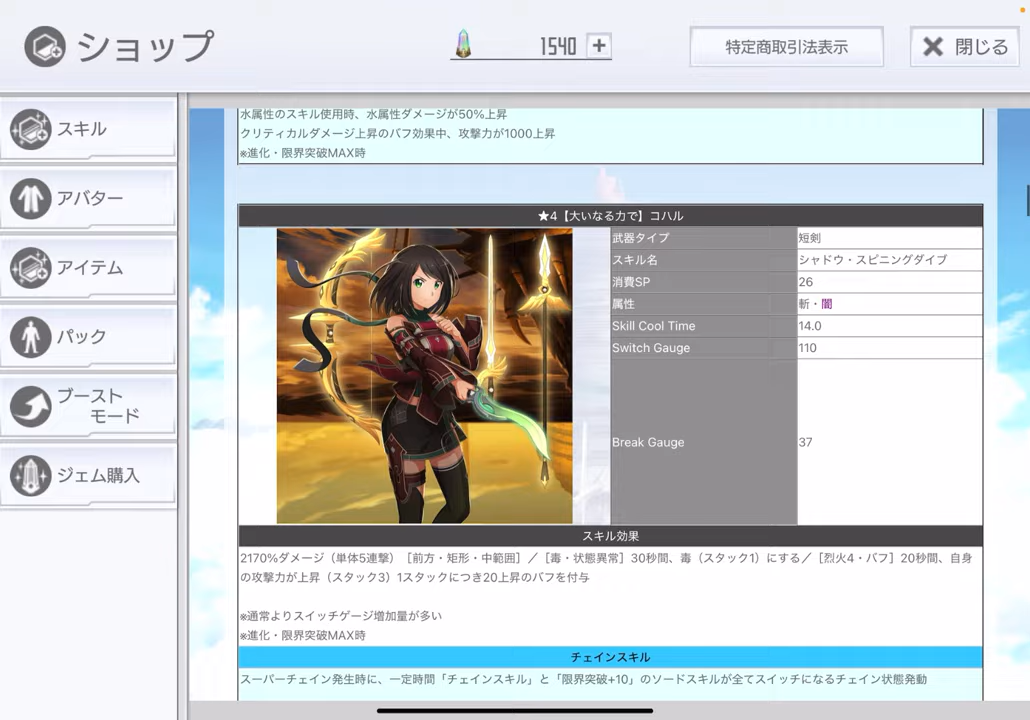 ショップ
1540
特定商取引法表示
閉じる
スキル
アバター
アイテム
パック
ブースト
モード
ジェム購入
水属性のスキル使用時、水属性ダメージが50%上昇
クリティカルダメージ上昇のバフ効果中、攻撃力が1000上昇
※進化・限界突破MAX時
★4【大いなる力で】コハル
武器タイプ 短剣
スキル名 シャドウ・スピニングダイブ
消費SP 26
属性 斬・闇
Skill Cool Time 14.0
Switch Gauge 110
Break Gauge 37
スキル効果
2170%ダメージ（単体5連撃）［前方・矩形・中範囲］／［毒・状態異常］30秒間、毒（スタック1）にする／［烈火4・バフ］20秒間、自身
の攻撃力が上昇（スタック3）1スタックにつき20上昇のバフを付与
※通常よりスイッチゲージ増加量が多い
※進化・限界突破MAX時
チェインスキル
スーパーチェイン発生時に、一定時間「チェインスキル」と「限界突破+10」のソードスキルが全てスイッチになるチェイン状態発動